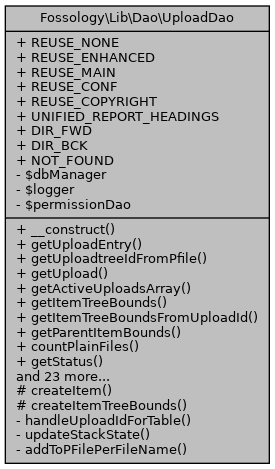 Fossology\Lib\Dao\UploadDao
+ REUSE_NONE
+ REUSE_ENHANCED
+ REUSE_MAIN
+ REUSE_CONF
+ REUSE_COPYRIGHT
+ UNIFIED_REPORT_HEADINGS
+ DIR_FWD
+ DIR_BCK
+ NOT_FOUND
- $dbManager
- $logger
- $permissionDao
+ __construct()
+ getUploadEntry()
+ getUploadtreeIdFromPfile()
+ getUpload()
+ getActiveUploadsArray()
+ getItemTreeBounds()
+ getItemTreeBoundsFromUploadId()
+ getParentItemBounds()
+ countPlainFiles()
+ getStatus()
and 23 more...
# createItem()
# createItemTreeBounds()
- handleUploadIdForTable()
- updateStackState()
- addToPFilePerFileName()